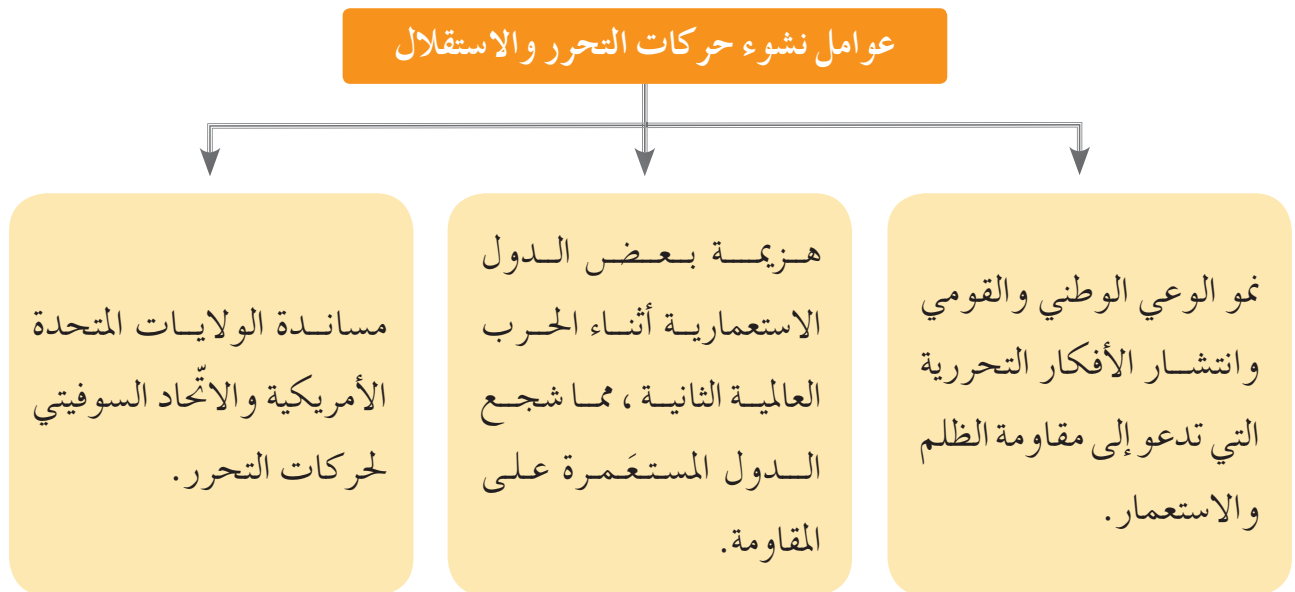 عوامل نشوء حركات التحرر والاستقلال
نمو الوعي الوطني والقومي
وانتشار الأفكار التحررية
التي تدعو إلى مقاومة الظلم
والاستعمار.
هزيمة بعض الدول
الاستعمارية أثناء الحرب
العالمية الثانية، مما شجع
الدول المستعَمرة على
المقاومة.
مساندة الولايات المتحدة
الأمريكية والاتّحاد السوفيتي
لحركات التحرر.